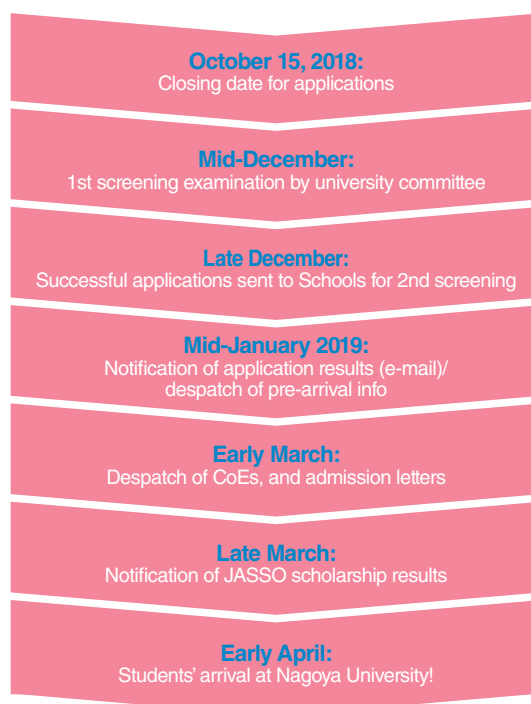 October 15, 2018:
Closing date for applications
Mid-December:
1st screening examination by university committee
Late December:
Successful applications sent to Schools for 2nd screening
Mid-January 2019:
Notification of application results (e-mail)/
despatch of pre-arrival info
Early March:
Despatch of CoEs, and admission letters
Late March:
Notification of JASSO scholarship results
Early April:
Students' arrival at Nagoya University!